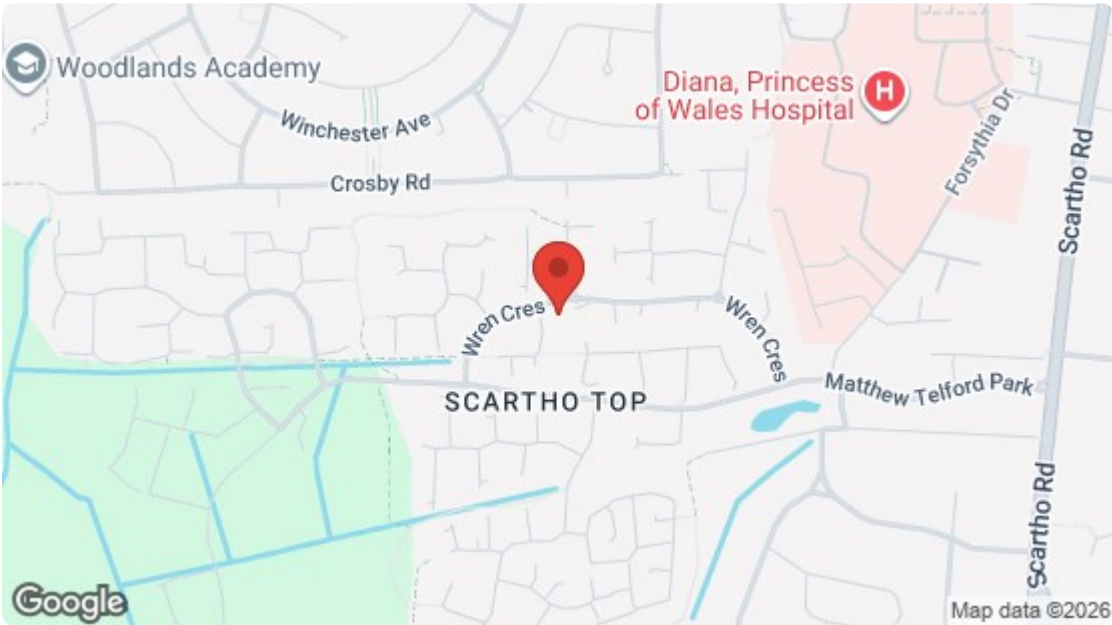 Woodlands Academy
Diana, Princess
of Wales Hospital
H
Winchester Ave
Forsythia Dr
Crosby Rd
Scartho Rd
Wren Cres
Wren Cres
Matthew Telford Park
SCARTHO TOP
Scartho Rd
Google
Map data ©2026